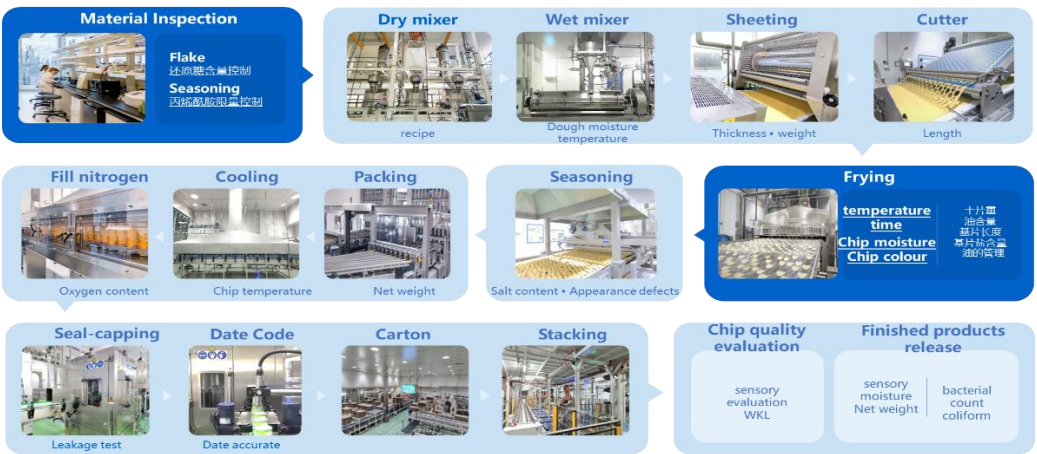 Material Inspection
Flake
还原糖含量控制
Seasoning
丙烯酰胺限量控制
Dry mixer
recipe
Wet mixer
Dough moisture
temperature
Sheeting
Thickness • weight
Cutter
Length
Frying
temperature
time
Chip moisture
Chip colour
十片重
油含量
基片长度
基片盐含量
油的管理
Seasoning
Salt content • Appearance defects
Packing
Net weight
Cooling
Chip temperature
Fill nitrogen
Oxygen content
Seal-capping
Leakage test
Date Code
Date accurate
Carton
Stacking
Chip quality
evaluation
sensory
evaluation
WKL
Finished products
release
sensory
moisture
Net weight
bacterial
count
coliform